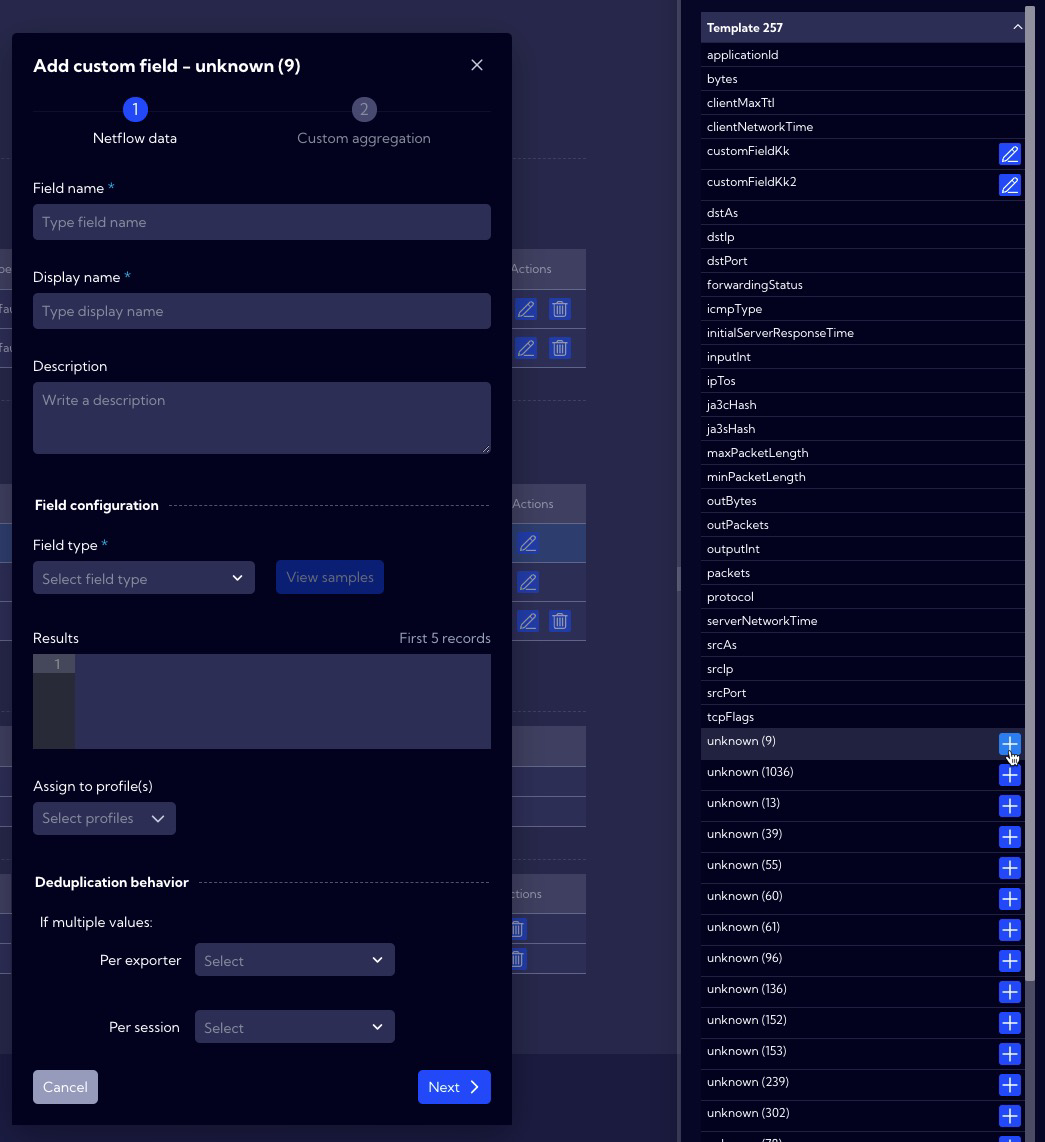 Add custom field - unknown (9)
1
2
Netflow data
Custom aggregation
Field name *
Type field name
Display name *
Type display name
Description
Write a description
Field configuration
Field type *
Select field type
View samples
Results
First 5 records
1
Assign to profile(s)
Select profiles
Deduplication behavior
If multiple values:
Per exporter
Select
Per session
Select
Cancel
Next
Actions
Actions
Template 257
applicationId
bytes
clientMaxTtl
clientNetworkTime
customFieldKk
customFieldKk2
dstAs
dstIp
dstPort
forwardingStatus
icmpType
initialServerResponseTime
inputInt
ipTos
ja3cHash
ja3sHash
maxPacketLength
minPacketLength
outBytes
outPackets
outputInt
packets
protocol
serverNetworkTime
srcAs
srcIp
srcPort
tcpFlags
unknown (9)
unknown (1036)
unknown (13)
unknown (39)
unknown (55)
unknown (60)
unknown (61)
unknown (96)
unknown (136)
unknown (152)
unknown (153)
unknown (239)
unknown (302)